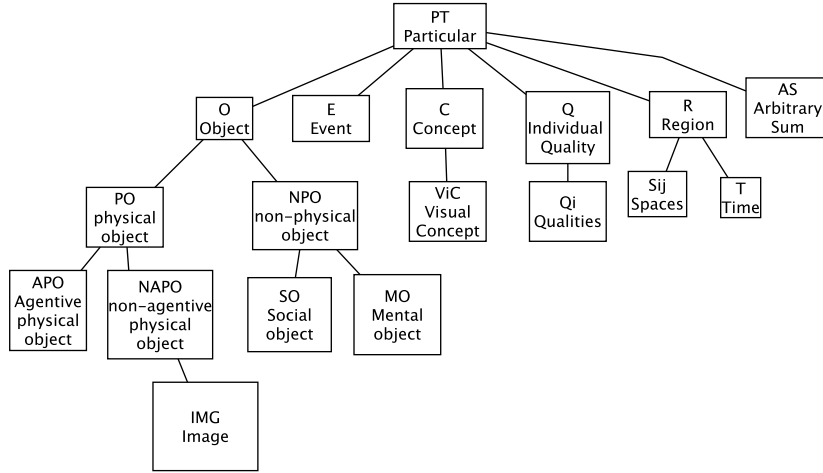 PT
Particular
O
Object
E
Event
C
Concept
Q
Individual
Quality
R
Region
AS
Arbitrary
Sum
PO
physical
object
NPO
non-physical
object
ViC
Visual
Concept
Qi
Qualities
Sij
Spaces
T
Time
APO
Agentive
physical
object
NAPO
non-agentive
physical
object
SO
Social
object
MO
Mental
object
IMG
Image